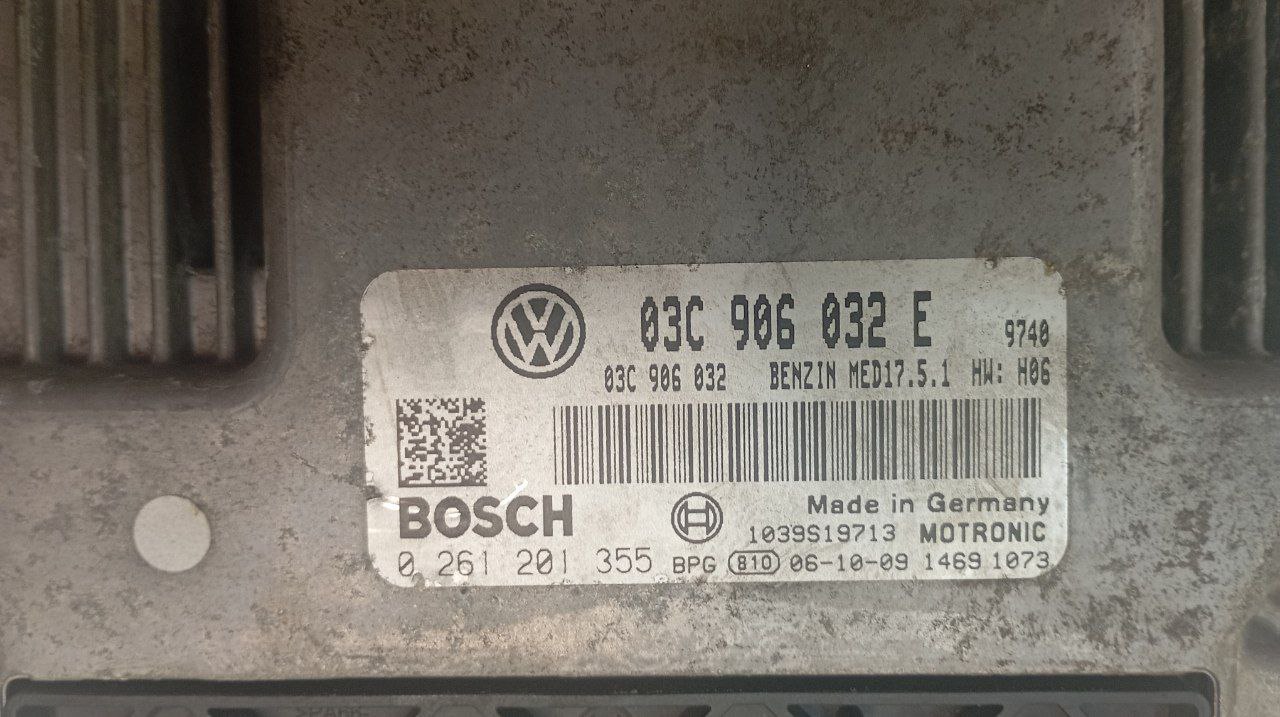 03C 906 032 E
9740
03C 906 032 BENZIN MED17.5.1 HW: H06
BOSCH
Made in Germany
1039S19713 MOTRONIC
0 261 201 355 BPG 810 06-10-09 1469 1073